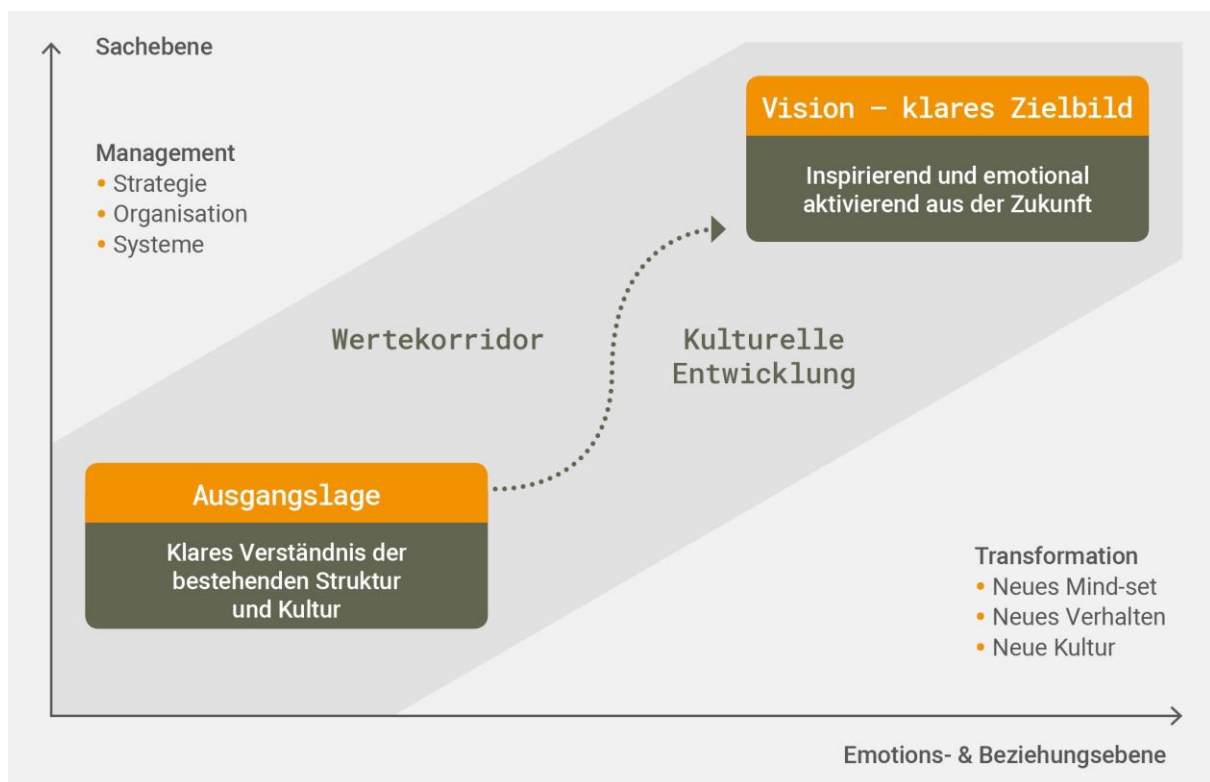 Sachebene
Management
• Strategie
• Organisation
• Systeme
Vision – klares Zielbild
Inspirierend und emotional
aktivierend aus der Zukunft
Wertekorridor
Kulturelle
Entwicklung
Ausgangslage
Klares Verständnis der
bestehenden Struktur
und Kultur
Transformation
• Neues Mind-set
• Neues Verhalten
• Neue Kultur
Emotions- & Beziehungsebene